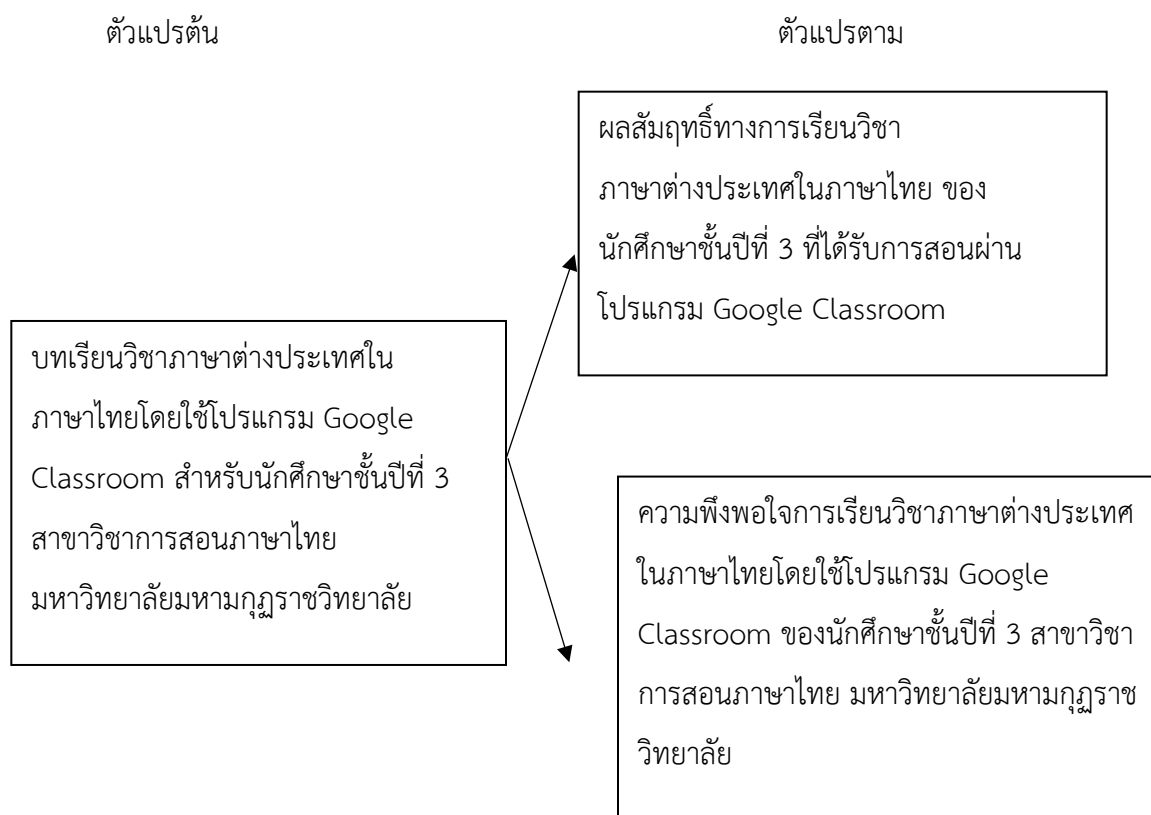 ตัวแปรต้น
ตัวแปรตาม
ผลสัมฤทธิ์ทางการเรียนวิชา
ภาษาต่างประเทศในภาษาไทย ของ
นักศึกษาชั้นปีที่ 3 ที่ได้รับการสอนผ่าน
โปรแกรม Google Classroom
บทเรียนวิชาภาษาต่างประเทศใน
ภาษาไทยโดยใช้โปรแกรม Google
Classroom สำหรับนักศึกษาชั้นปีที่ 3
สาขาวิชาการสอนภาษาไทย
มหาวิทยาลัยมหามกุฏราชวิทยาลัย
ความพึงพอใจการเรียนวิชาภาษาต่างประเทศ
ในภาษาไทยโดยใช้โปรแกรม Google
Classroom ของนักศึกษาชั้นปีที่ 3 สาขาวิชา
การสอนภาษาไทย มหาวิทยาลัยมหามกุฏราช
วิทยาลัย